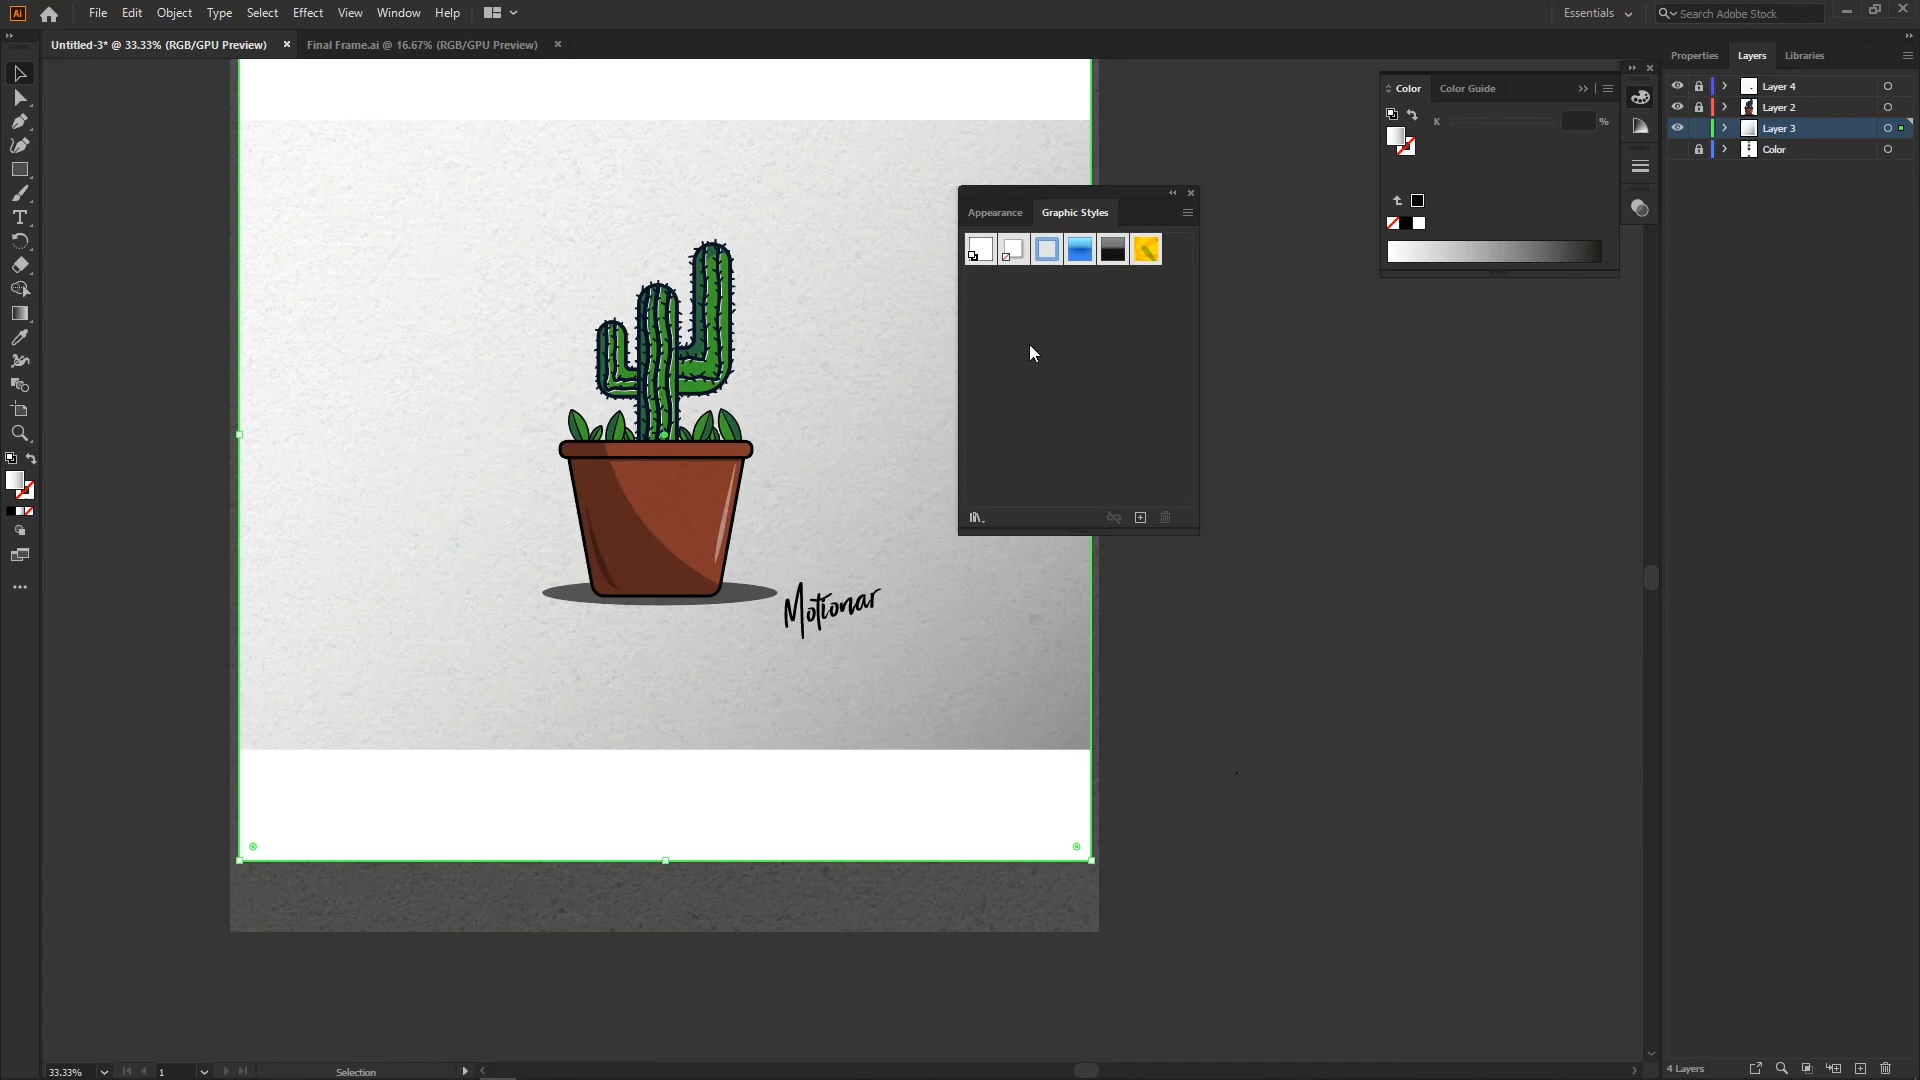 Ai File Edit Object Type Select Effect View Window Help Essentials Search Adobe Stock
Untitled-3* @ 33.33% (RGB/GPU Preview) × Final Frame.ai @ 16.67% (RGB/GPU Preview) ×
Properties Layers Libraries
Color Color Guide
K %
Layer 4
Layer 2
Layer 3
Color
Appearance Graphic Styles
Motionar
33.33% 1 Selection 4 Layers